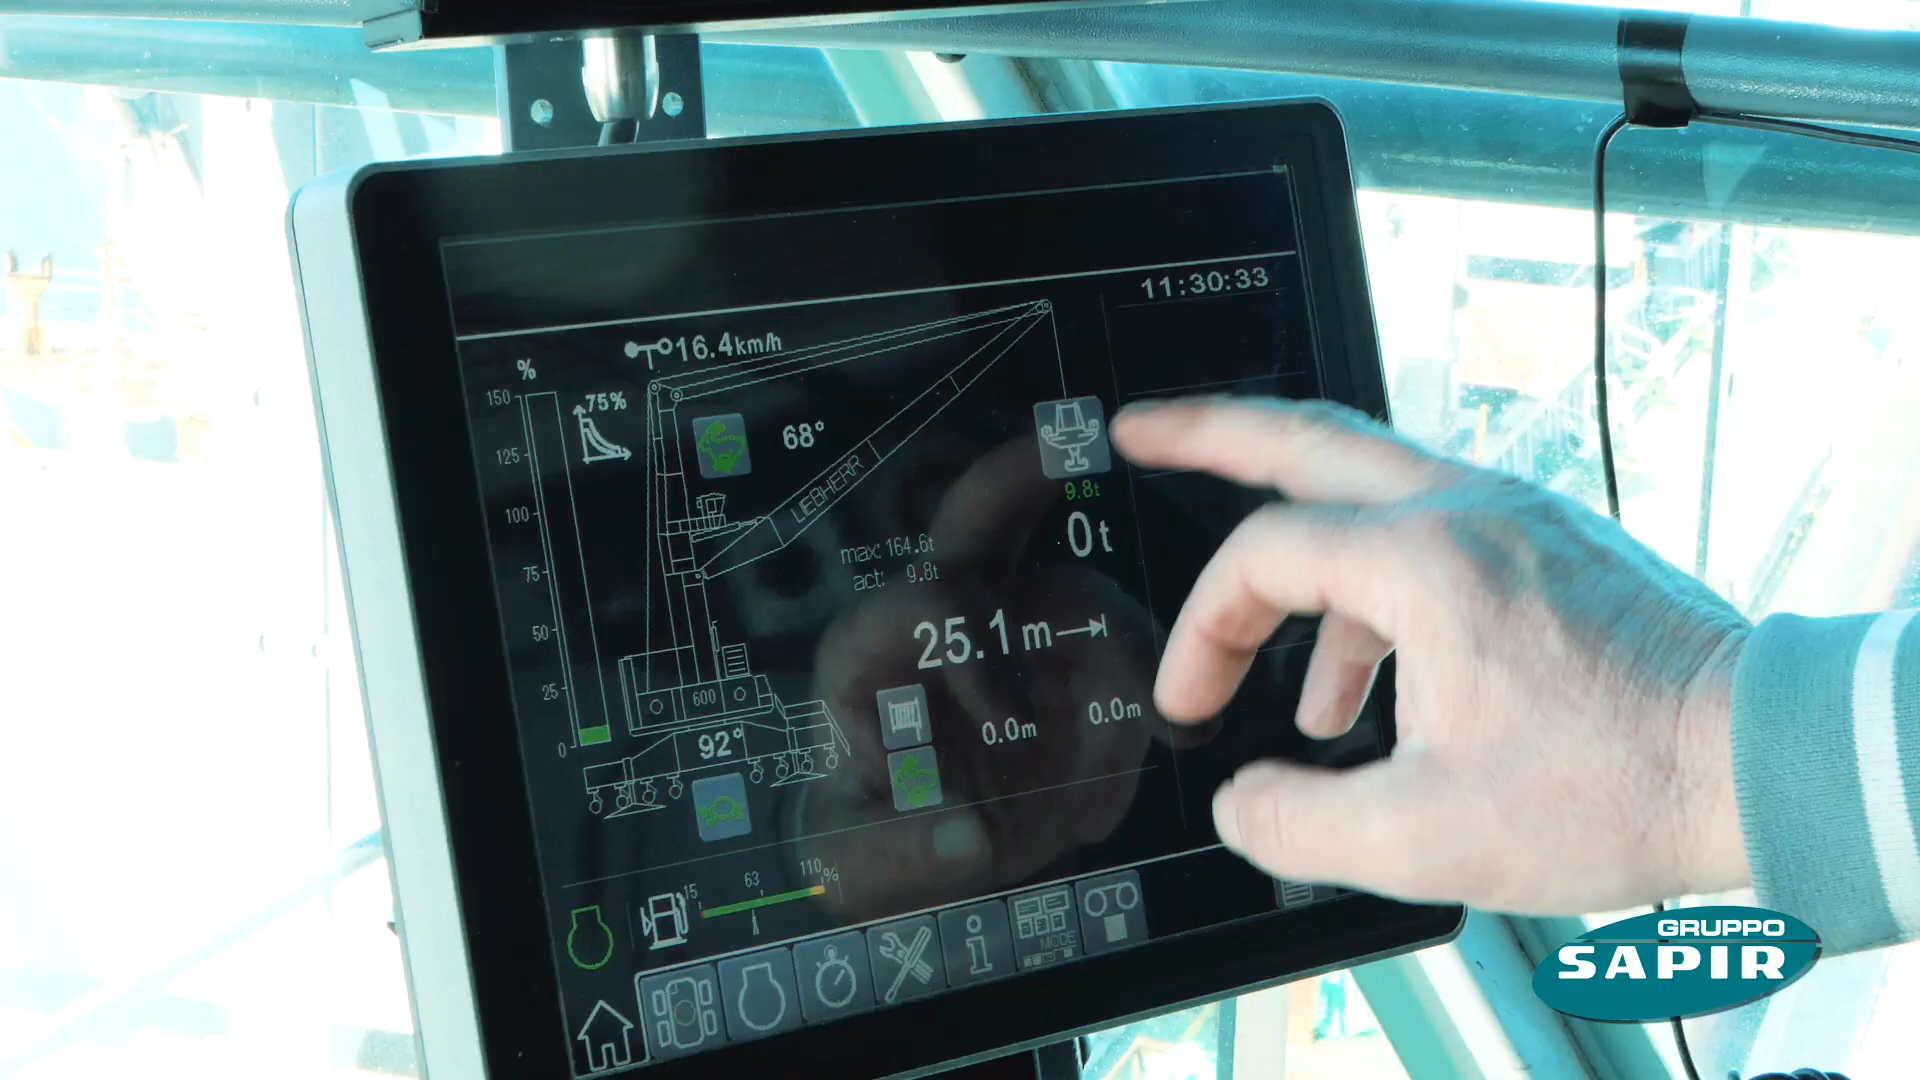 11:30:33
16.4km/h
%
150
75%
125
68°
LIEBHERR
9.8t
100
0t
max: 164.6t
act: 9.8t
75
25.1m
50
25
600
0.0m
0.0m
92°
0
15
63
110%
MODE
GRUPPO
SAPIR